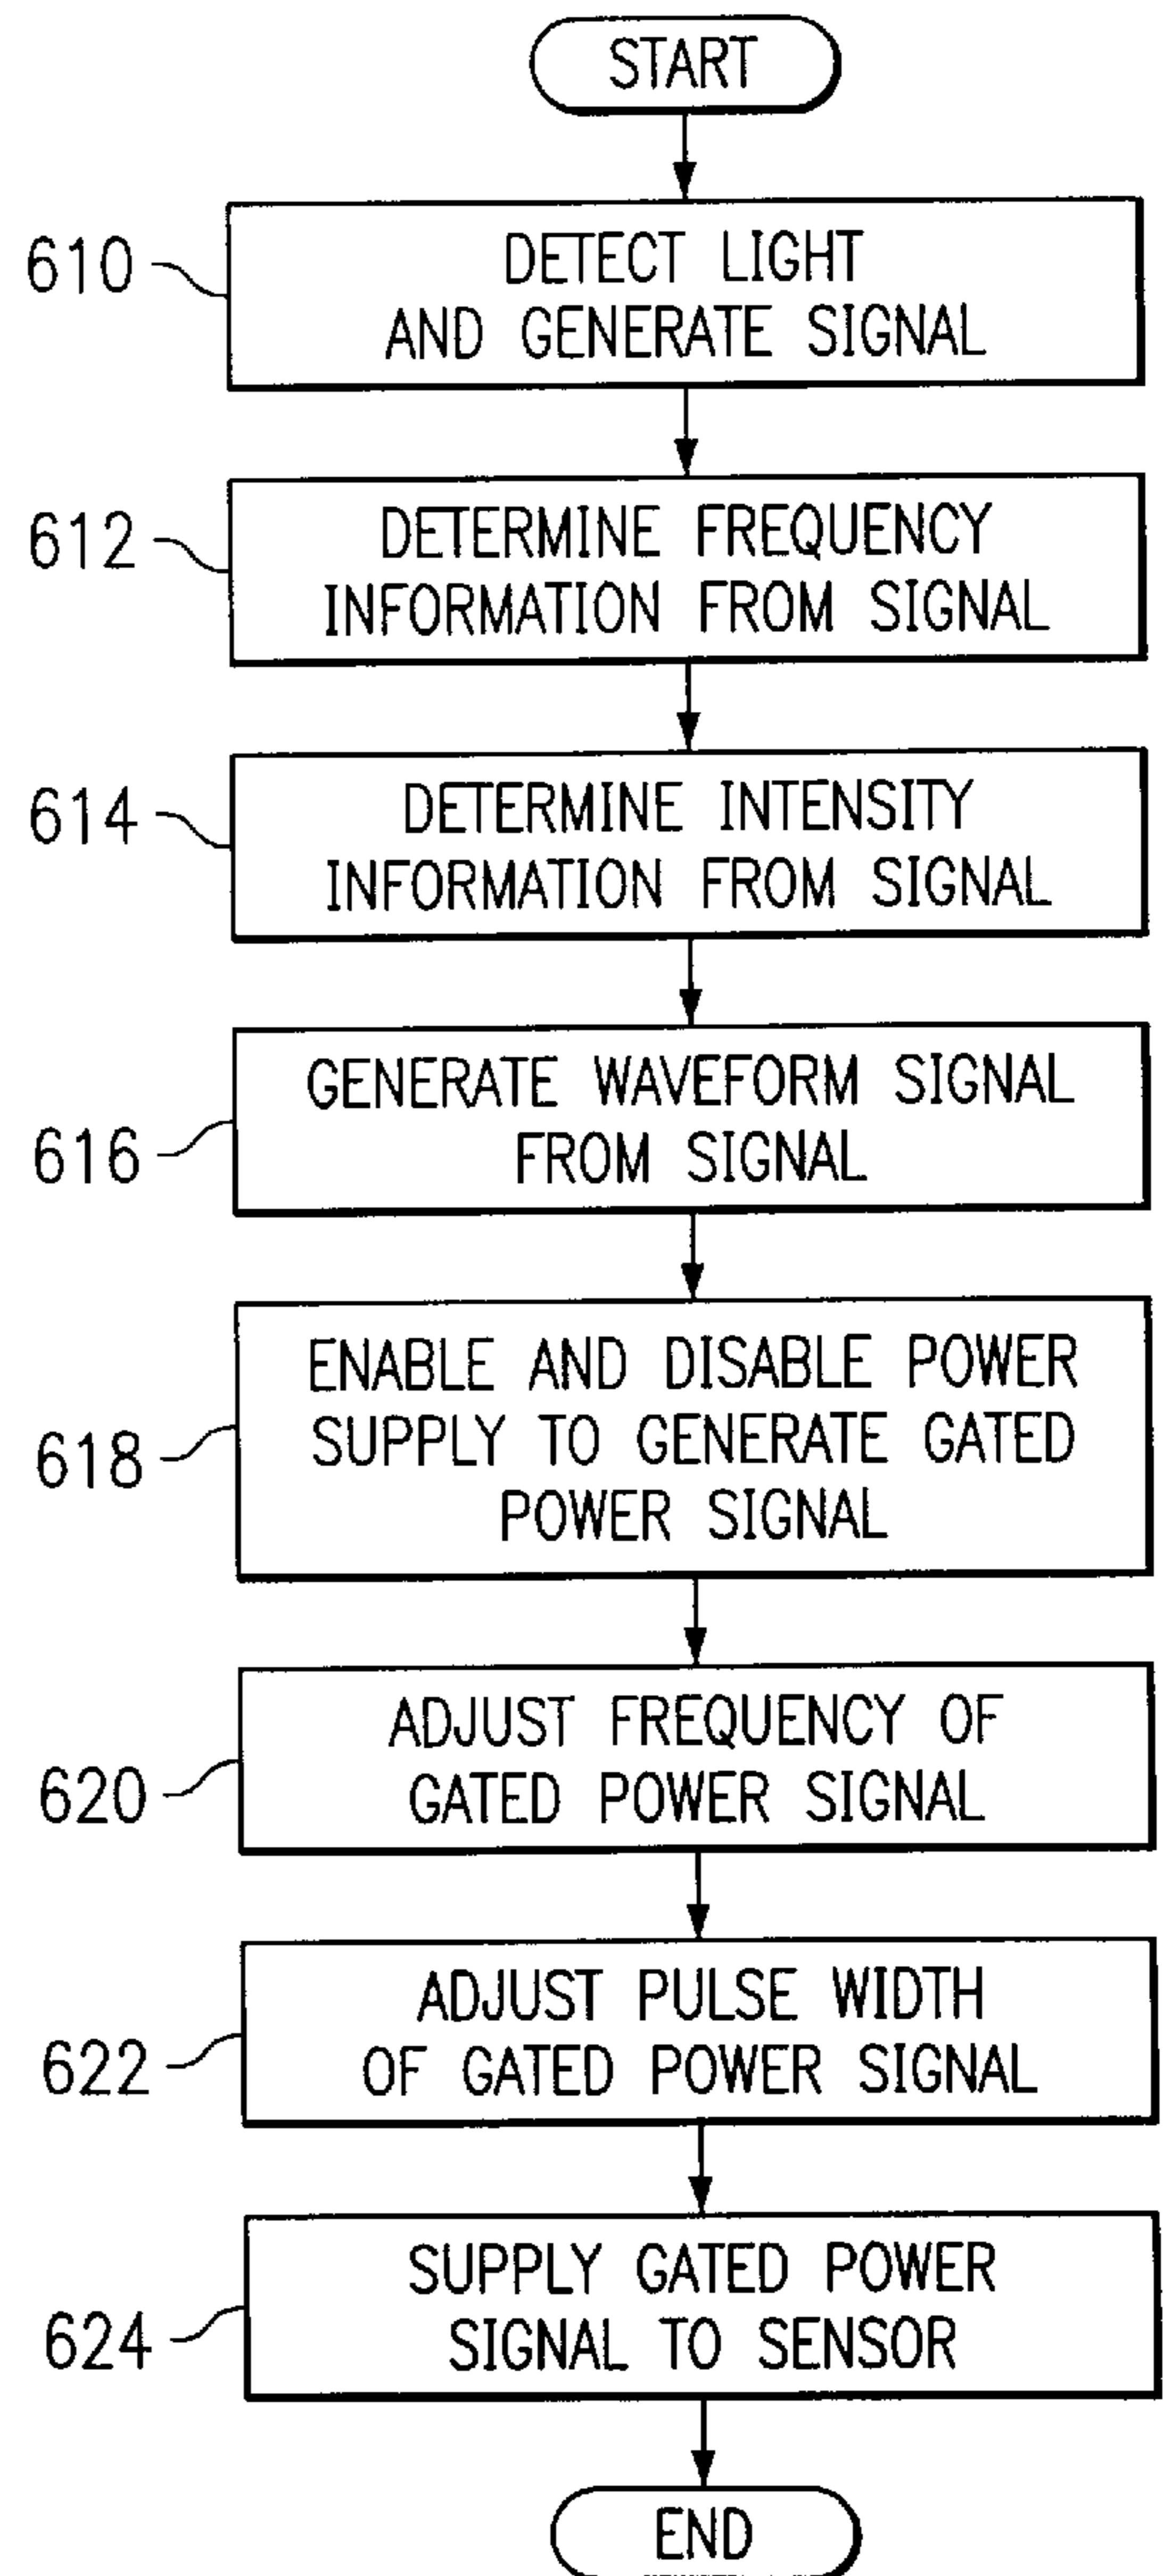 START
610
DETECT LIGHT
AND GENERATE SIGNAL
612
DETERMINE FREQUENCY
INFORMATION FROM SIGNAL
614
DETERMINE INTENSITY
INFORMATION FROM SIGNAL
616
GENERATE WAVEFORM SIGNAL
FROM SIGNAL
618
ENABLE AND DISABLE POWER
SUPPLY TO GENERATE GATED
POWER SIGNAL
620
ADJUST FREQUENCY OF
GATED POWER SIGNAL
622
ADJUST PULSE WIDTH
OF GATED POWER SIGNAL
624
SUPPLY GATED POWER
SIGNAL TO SENSOR
END